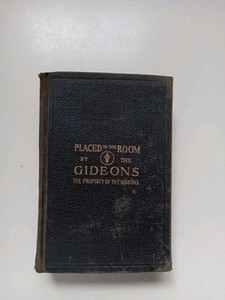 PLACED IN THIS ROOM
BY THE
GIDEONS
THE PROPERTY OF THE GIDEONS